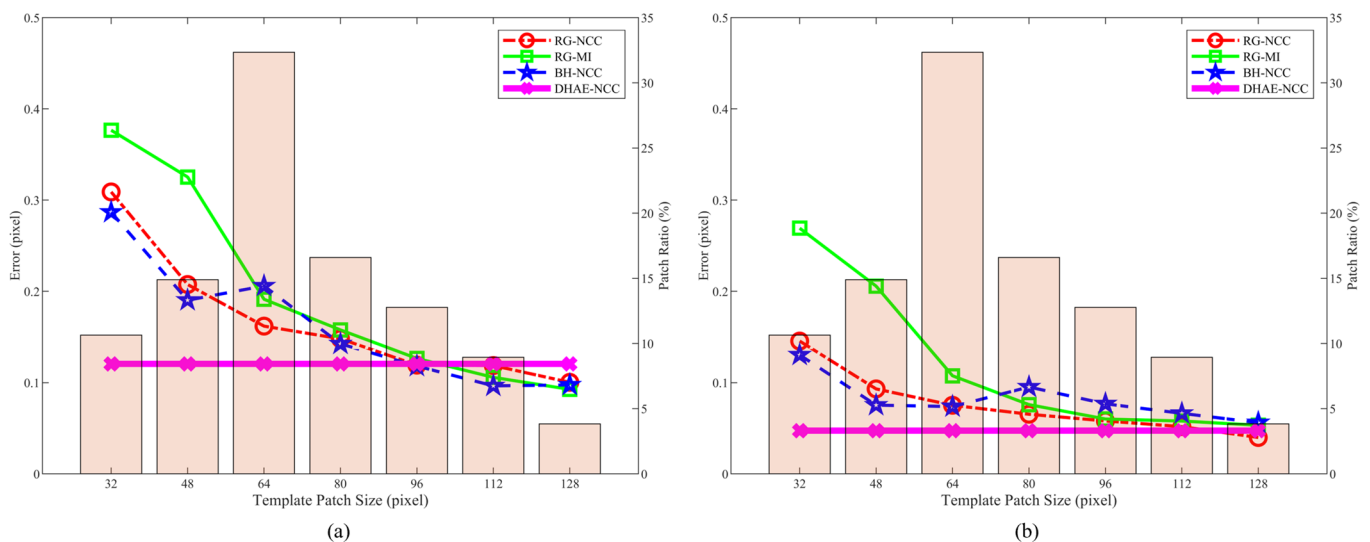 0.5
0.4
0.3
0.2
0.1
0
Error (pixel)
35
30
25
20
15
10
5
0
Patch Ratio (%)
RG-NCC
RG-MI
BH-NCC
DHAE-NCC
32 48 64 80 96 112 128
Template Patch Size (pixel)
(a)
0.5
0.4
0.3
0.2
0.1
0
Error (pixel)
35
30
25
20
15
10
5
0
Patch Ratio (%)
RG-NCC
RG-MI
BH-NCC
DHAE-NCC
32 48 64 80 96 112 128
Template Patch Size (pixel)
(b)